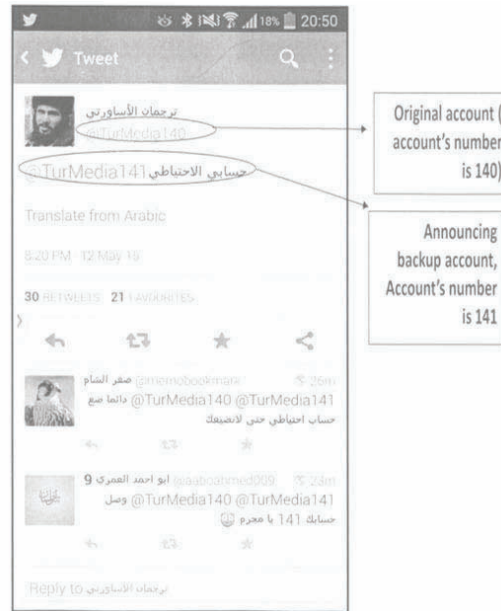 18% 20:50
Tweet
ترجمان الأساورتي
@TurMedia140
حسابي الاحتياطي @TurMedia141
Translate from Arabic
8:20 PM · 12 May 15
30 RETWEETS 21 FAVOURITES
صقر الشام @memobookmark 26m
@TurMedia140 @TurMedia141 دائما ضع
حساب احتياطي حتى لانضيعك
ابو احمد العمري 9 @aaboahmed009 23m
@TurMedia140 @TurMedia141 وصل
حسابك 141 يا مجرم
Reply to ترجمان الأساورتي
Original account (
account's number
is 140)
Announcing
backup account,
Account's number
is 141